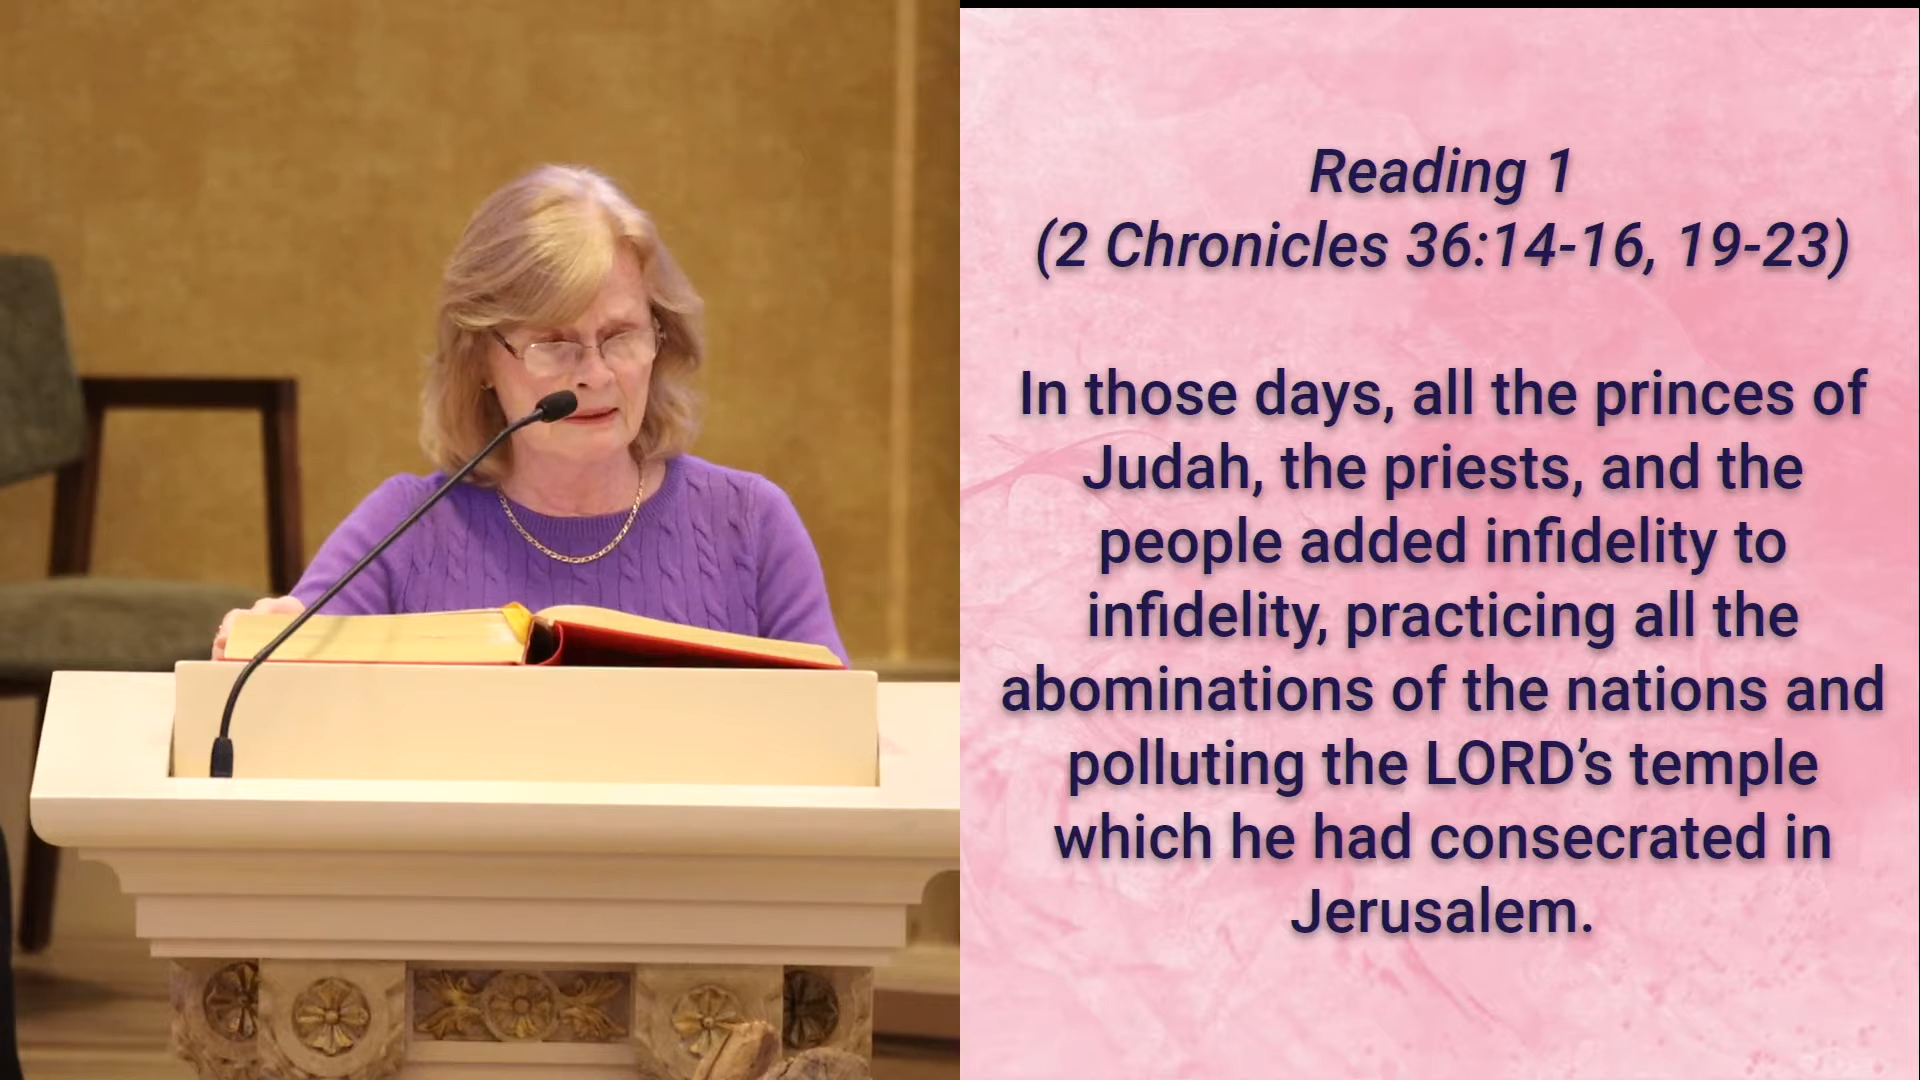 Reading 1
(2 Chronicles 36:14-16, 19-23)
In those days, all the princes of
Judah, the priests, and the
people added infidelity to
infidelity, practicing all the
abominations of the nations and
polluting the LORD’s temple
which he had consecrated in
Jerusalem.